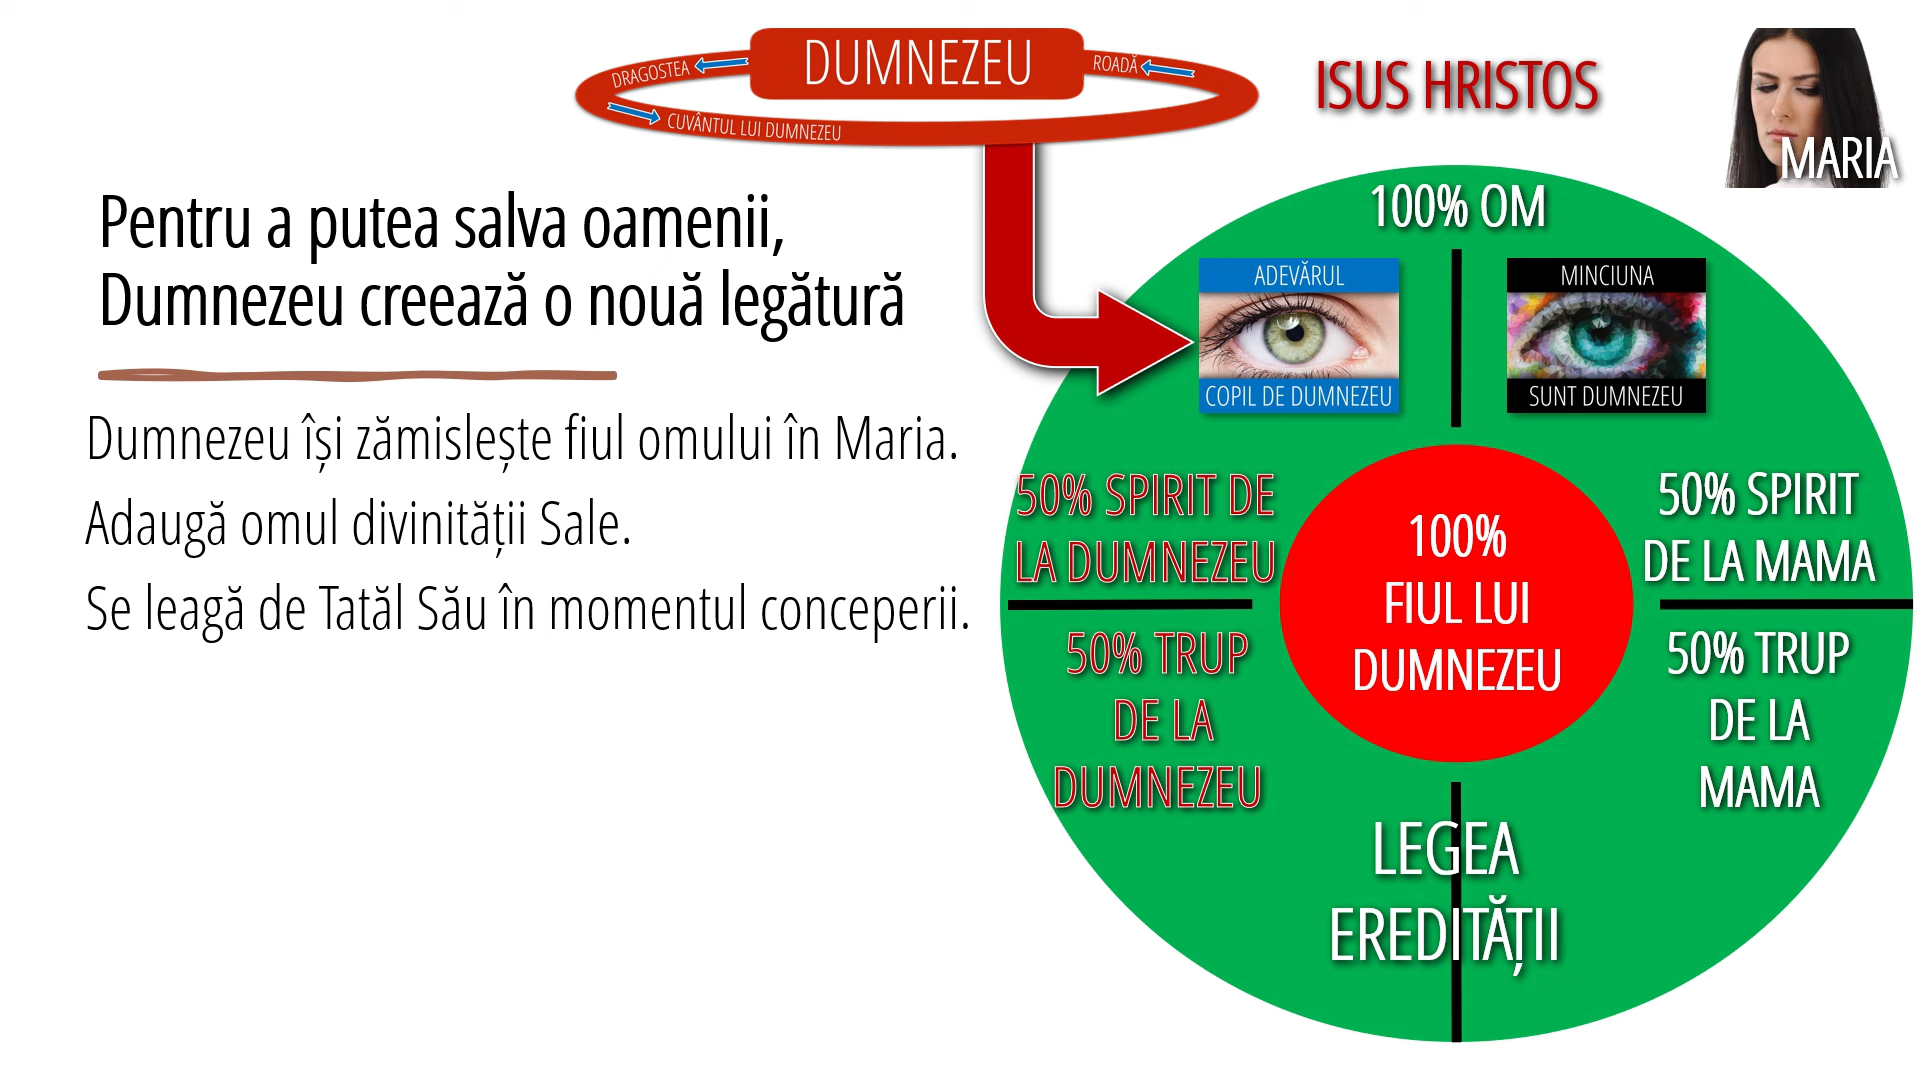 DUMNEZEU
DRAGOSTEA
ROADĂ
CUVÂNTUL LUI DUMNEZEU
ISUS HRISTOS
MARIA
Pentru a putea salva oamenii,
Dumnezeu creează o nouă legătură
Dumnezeu își zămislește fiul omului în Maria.
Adaugă omul divinității Sale.
Se leagă de Tatăl Său în momentul conceperii.
100% OM
ADEVĂRUL
COPIL DE DUMNEZEU
MINCIUNA
SUNT DUMNEZEU
50% SPIRIT DE
LA DUMNEZEU
100%
FIUL LUI
DUMNEZEU
50% SPIRIT
DE LA MAMA
50% TRUP
DE LA
DUMNEZEU
50% TRUP
DE LA
MAMA
LEGEA
EREDITĂȚII